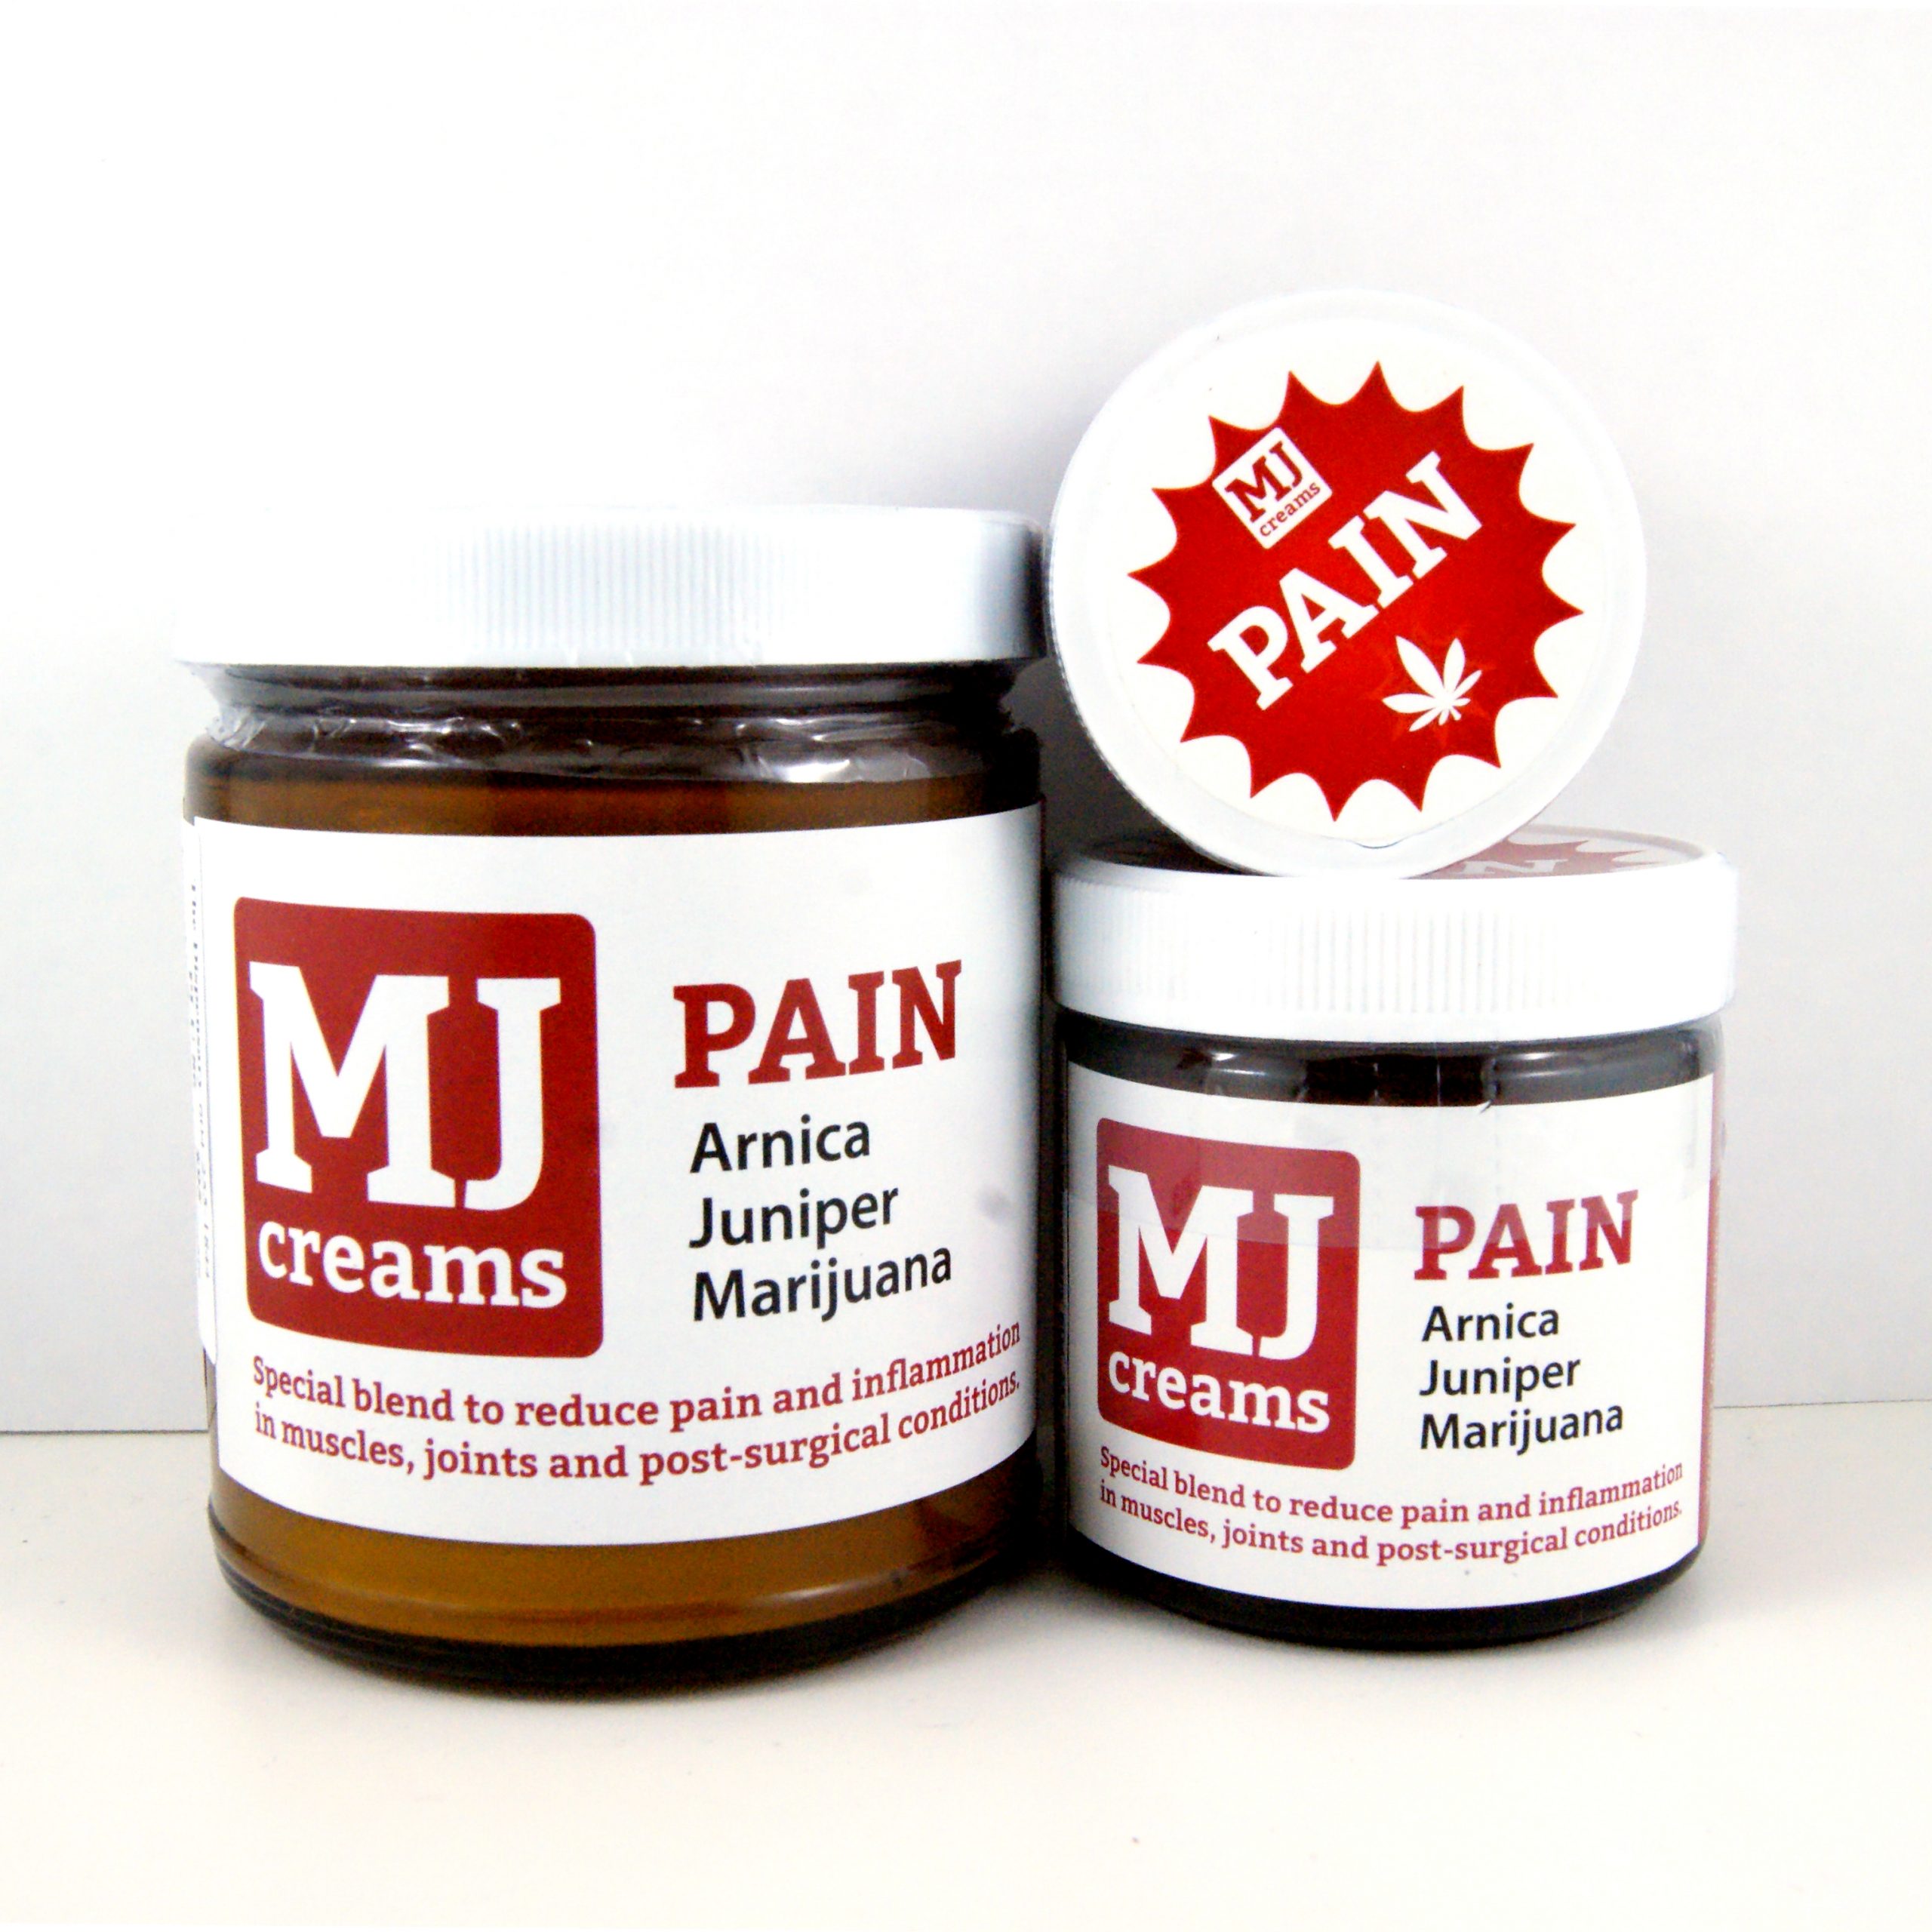 MJ
creams
PAIN
MJ
creams
PAIN
Arnica
Juniper
Marijuana
Special blend to reduce pain and inflammation
in muscles, joints and post-surgical conditions.
MJ
creams
PAIN
Arnica
Juniper
Marijuana
Special blend to reduce pain and inflammation
in muscles, joints and post-surgical conditions.